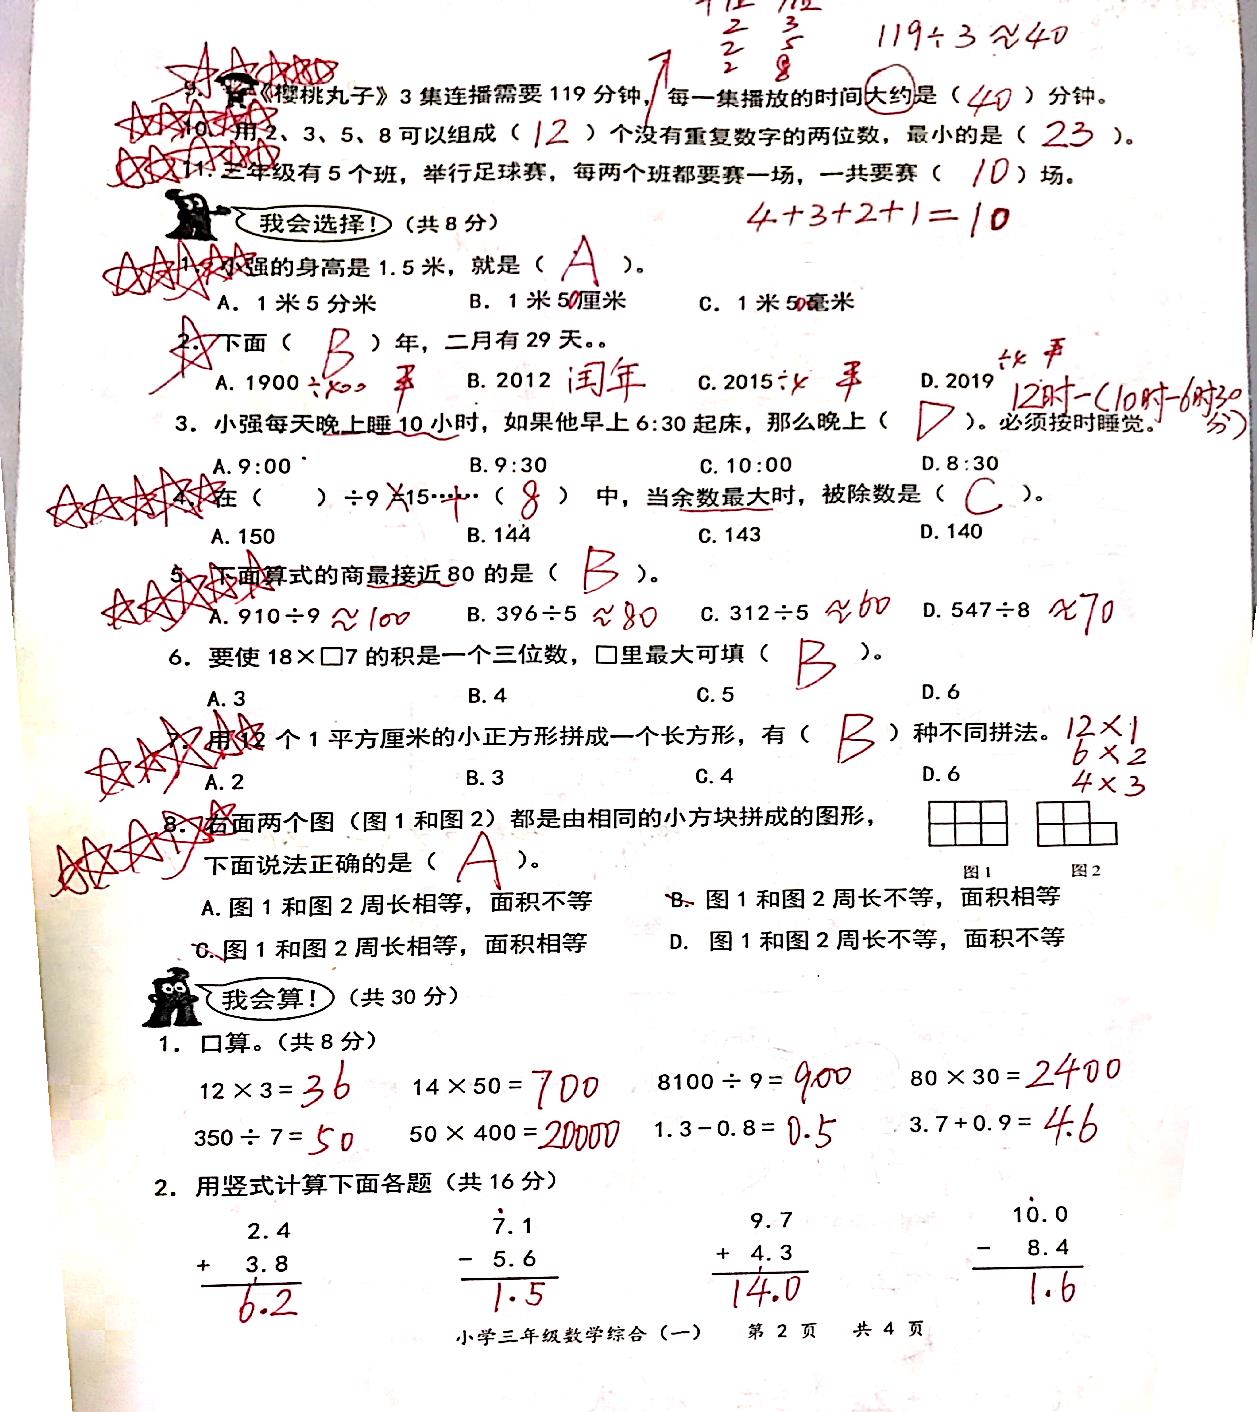 2 3
2 5
2 8
119÷3≈40
9. 《樱桃丸子》3 集连播需要 119 分钟，每一集播放的时间大约是（ 40 ）分钟。
10. 用 2、3、5、8 可以组成（ 12 ）个没有重复数字的两位数，最小的是（ 23 ）。
11. 三年级有 5 个班，举行足球赛，每两个班都要赛一场，一共要赛（ 10 ）场。
4+3+2+1=10
我会选择！（共 8 分）
1. 小强的身高是 1.5 米，就是（ A ）。
A. 1 米 5 分米 B. 1 米 50厘米 C. 1 米 50毫米
2. 下面（ B ）年，二月有 29 天。。
A. 1900 ÷400 平 B. 2012 闰年 C. 2015 ÷4 平 D. 2019 ÷4 平
12时-(10时-6时30分)
3. 小强每天晚上睡 10 小时，如果他早上 6:30 起床，那么晚上（ D ）。必须按时睡觉。
A. 9:00 B. 9:30 C. 10:00 D. 8:30
4. 在（ ）÷9 =15……（ 8 ） 中，当余数最大时，被除数是（ C ）。
× +
A. 150 B. 144 C. 143 D. 140
5. 下面算式的商最接近 80 的是（ B ）。
A. 910÷9 ≈100 B. 396÷5 ≈80 C. 312÷5 ≈60 D. 547÷8 ≈70
6. 要使 18×□7 的积是一个三位数，□里最大可填（ B ）。
A. 3 B. 4 C. 5 D. 6
7. 用 12 个 1 平方厘米的小正方形拼成一个长方形，有（ B ）种不同拼法。 12×1
6×2
A. 2 B. 3 C. 4 D. 6 4×3
8. 右面两个图（图 1 和图 2）都是由相同的小方块拼成的图形，
下面说法正确的是（ A ）。 图 1 图 2
A. 图 1 和图 2 周长相等，面积不等 B. 图 1 和图 2 周长不等，面积相等
C. 图 1 和图 2 周长相等，面积相等 D. 图 1 和图 2 周长不等，面积不等
我会算！（共 30 分）
1. 口算。（共 8 分）
12 × 3 = 36 14 × 50 = 700 8100 ÷ 9 = 900 80 × 30 = 2400
350 ÷ 7 = 50 50 × 400 = 20000 1.3-0.8 = 0.5 3.7+0.9 = 4.6
2. 用竖式计算下面各题（共 16 分）
2.4 7.1 9.7 10.0
+ 3.8 - 5.6 + 4.3 - 8.4
6.2 1.5 14.0 1.6
小学三年级数学综合（一） 第 2 页 共 4 页